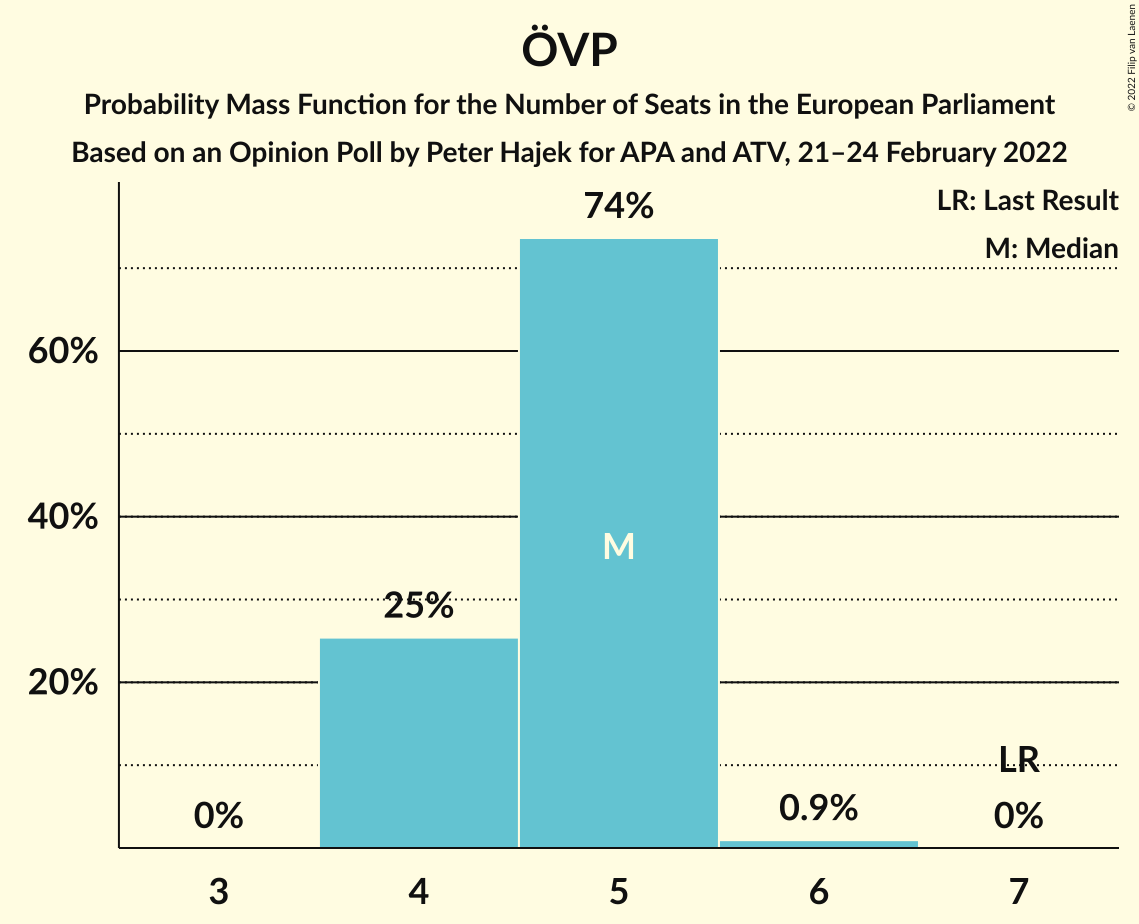 ÖVP
Probability Mass Function for the Number of Seats in the European Parliament
Based on an Opinion Poll by Peter Hajek for APA and ATV, 21–24 February 2022
© 2022 Filip van Laenen
LR: Last Result
M: Median
74%
60%
40%
M
25%
20%
LR
0%
0.9%
0%
3
4
5
6
7